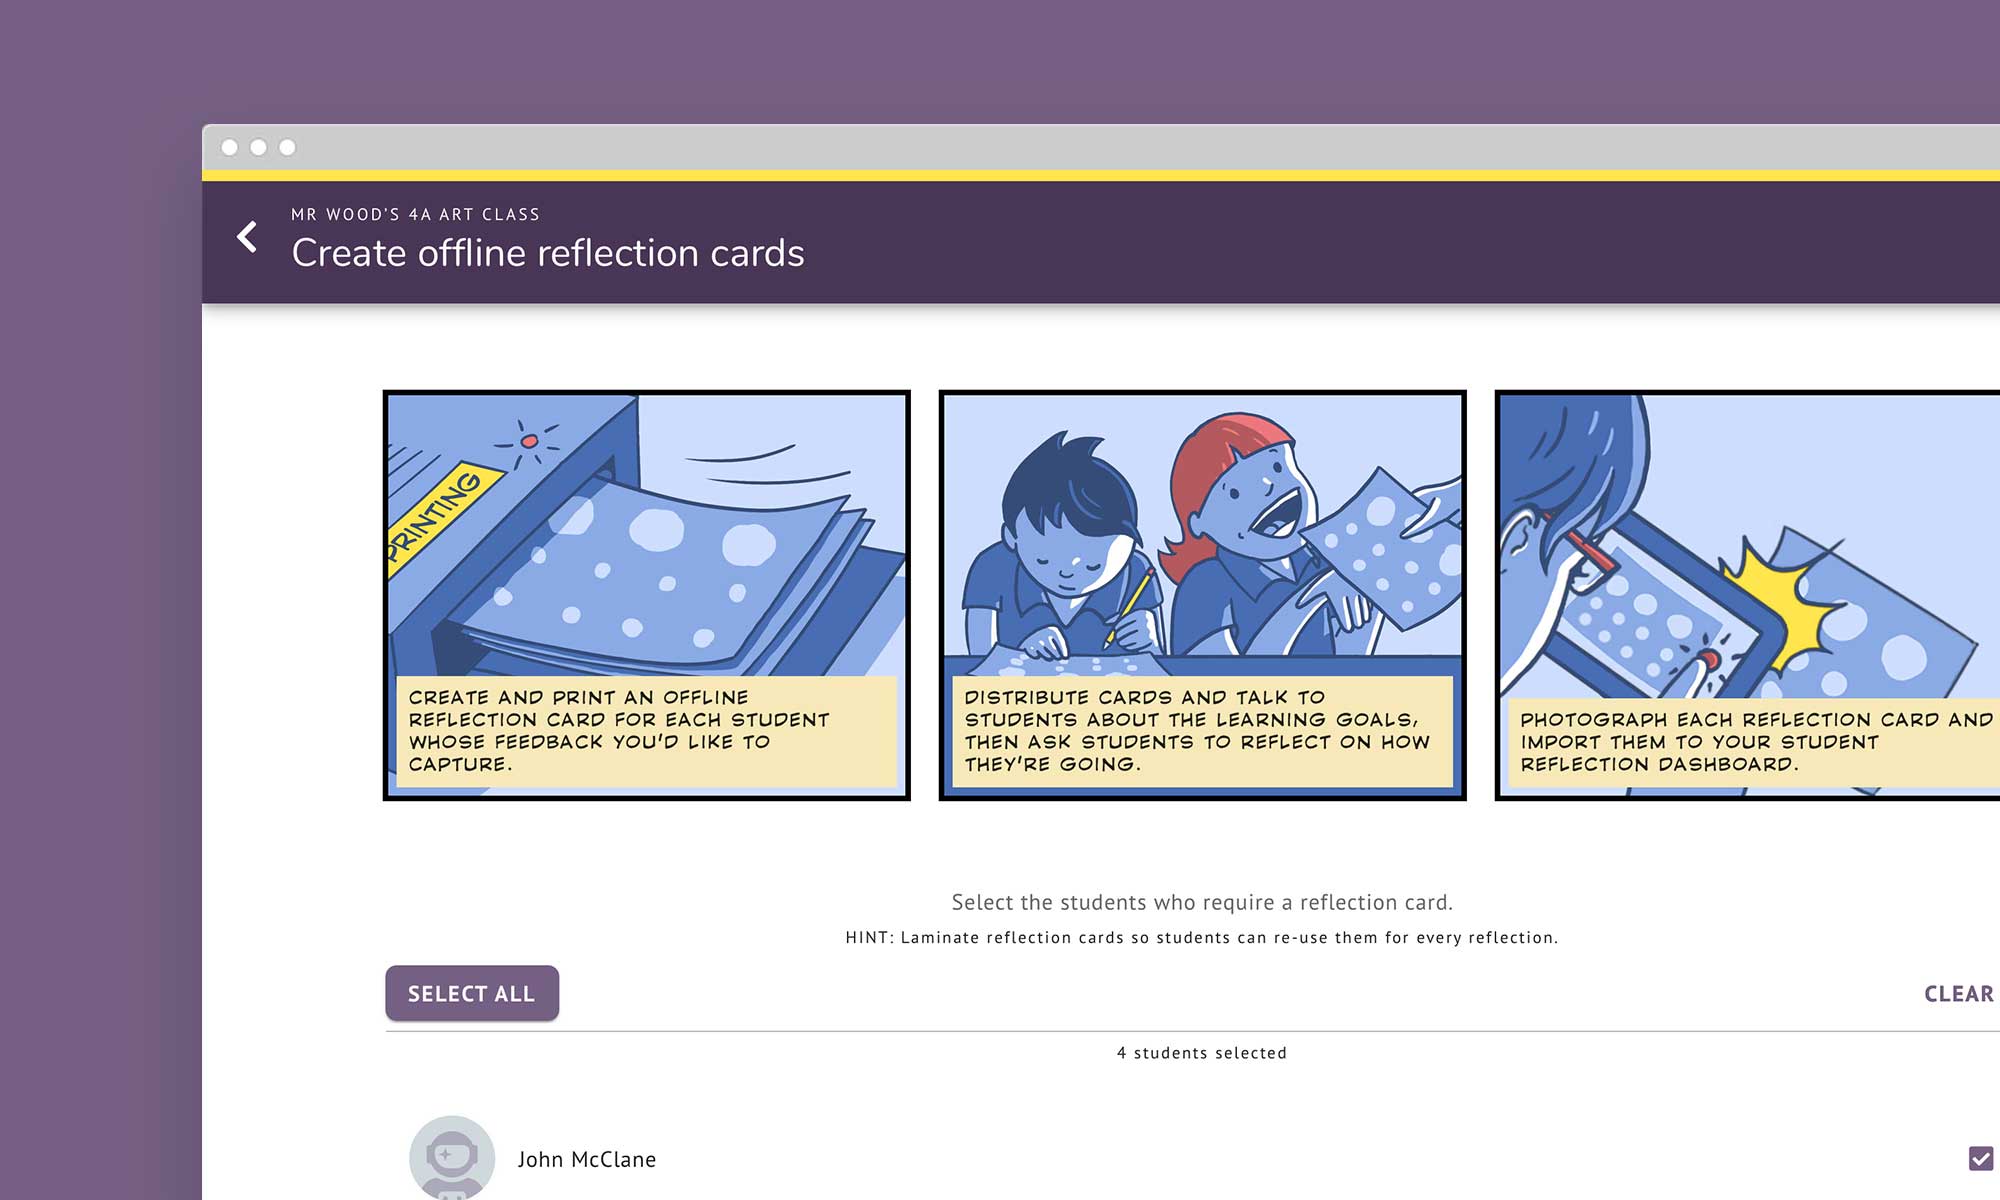 MR WOOD'S 4A ART CLASS
Create offline reflection cards
PRINTING
CREATE AND PRINT AN OFFLINE
REFLECTION CARD FOR EACH STUDENT
WHOSE FEEDBACK YOU'D LIKE TO
CAPTURE.
DISTRIBUTE CARDS AND TALK TO
STUDENTS ABOUT THE LEARNING GOALS,
THEN ASK STUDENTS TO REFLECT ON HOW
THEY'RE GOING.
PHOTOGRAPH EACH REFLECTION CARD AND
IMPORT THEM TO YOUR STUDENT
REFLECTION DASHBOARD.
Select the students who require a reflection card.
HINT: Laminate reflection cards so students can re-use them for every reflection.
SELECT ALL
CLEAR
4 students selected
John McClane